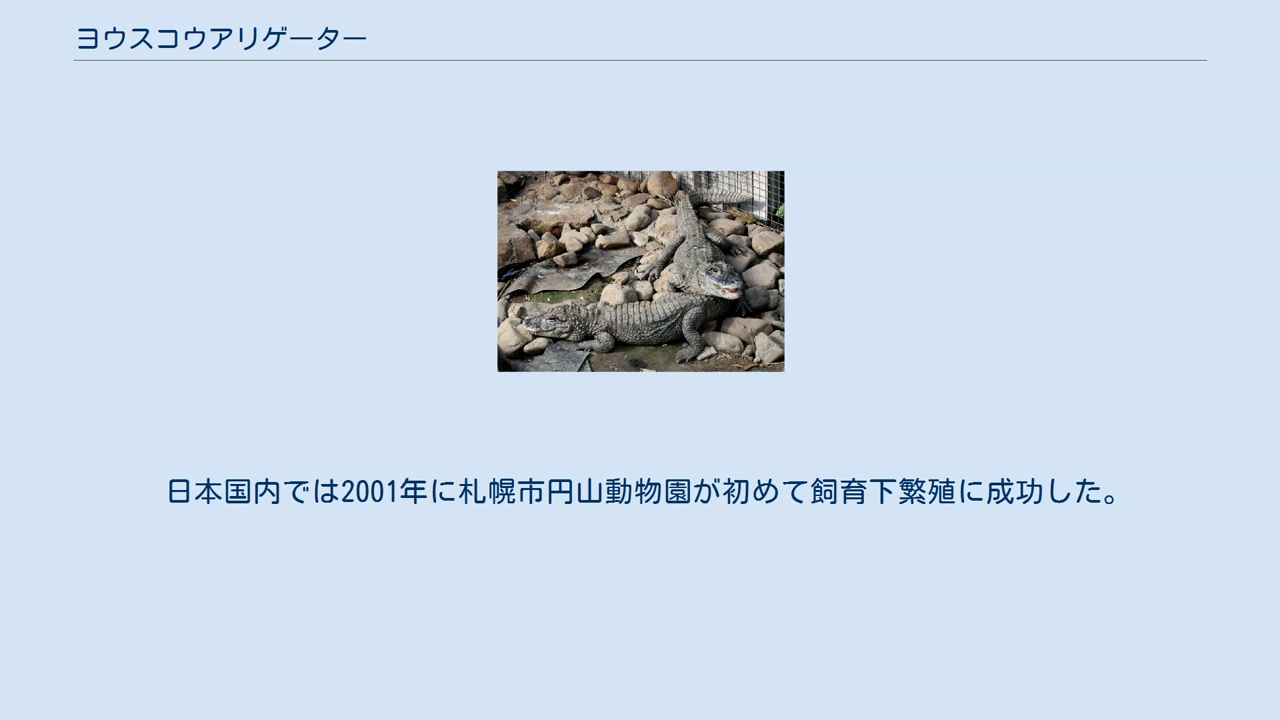 ヨウスコウアリゲーター
日本国内では2001年に札幌市円山動物園が初めて飼育下繁殖に成功した。